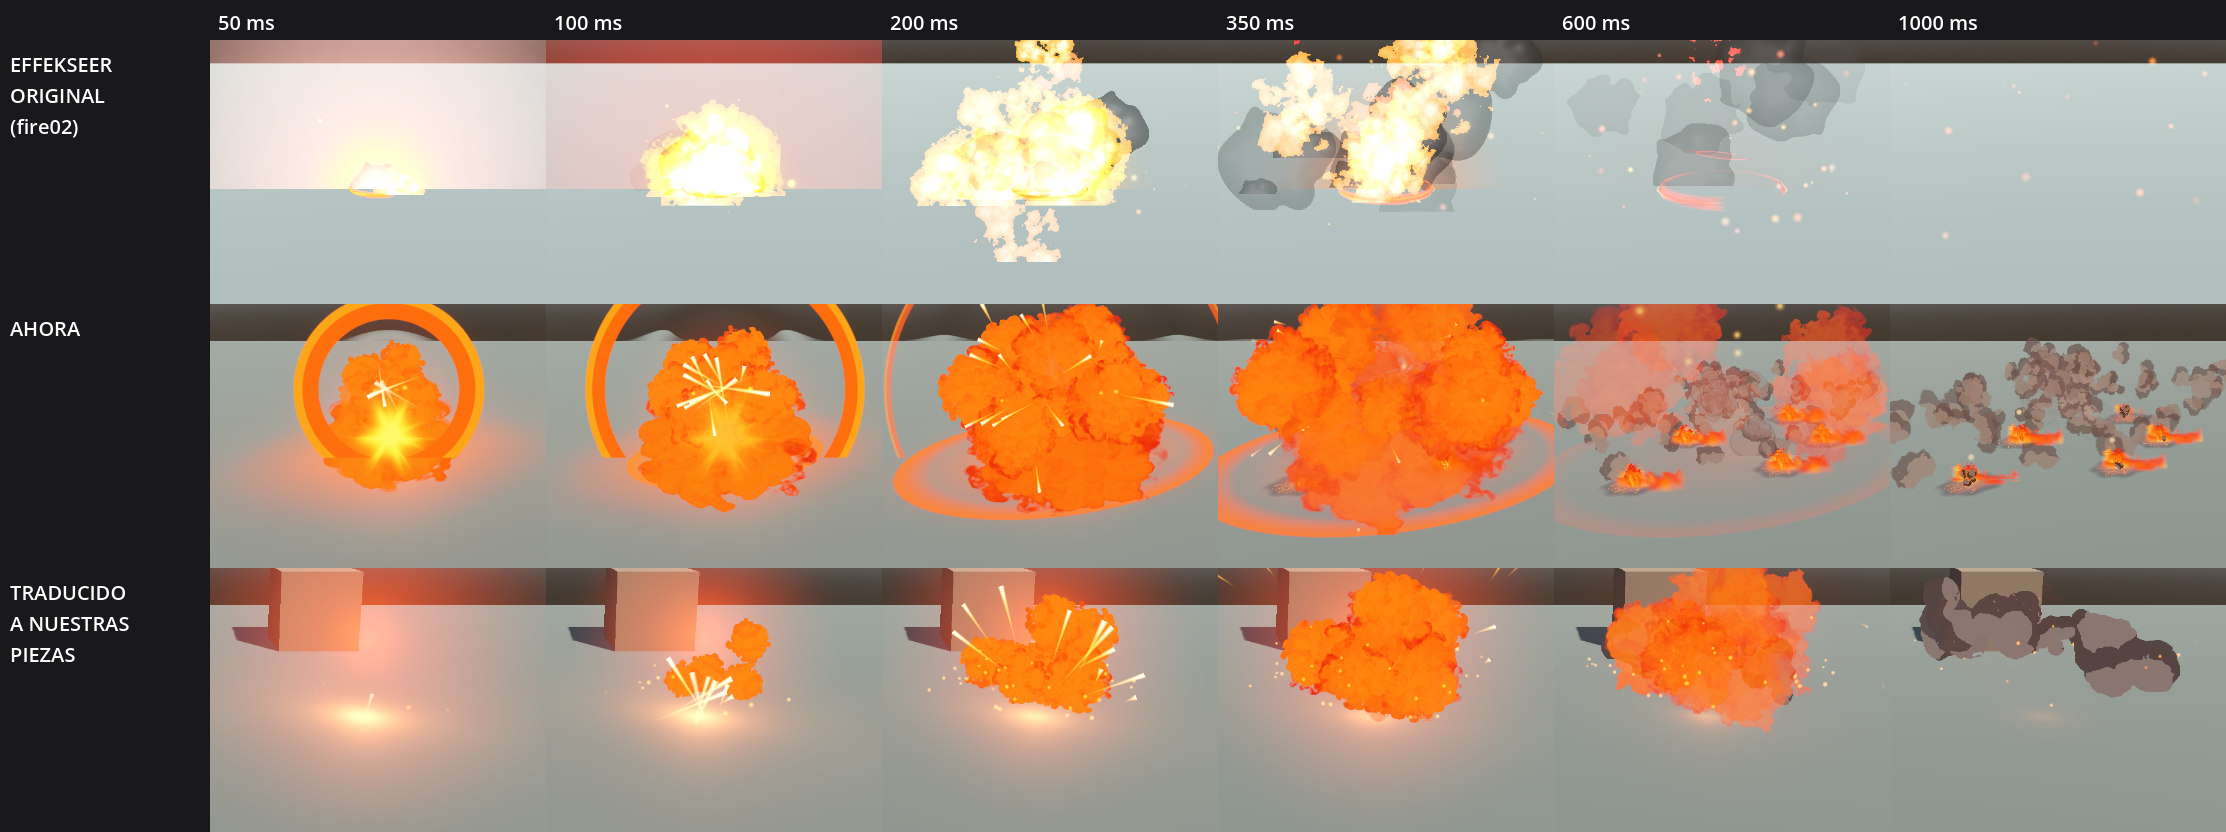 50 ms
100 ms
200 ms
350 ms
600 ms
1000 ms
EFFEKSEER
ORIGINAL
(fire02)
AHORA
TRADUCIDO
A NUESTRAS
PIEZAS